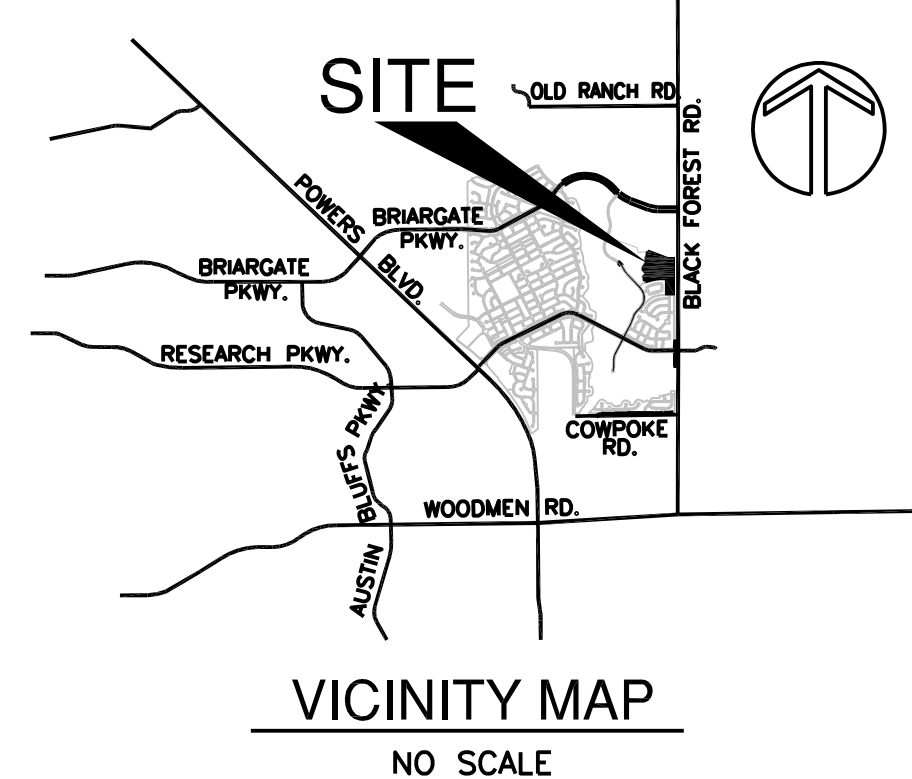 SITE
OLD RANCH RD.
BLACK FOREST RD.
POWERS BLVD.
BRIARGATE
PKWY.
BRIARGATE
PKWY.
RESEARCH PKWY.
AUSTIN BLUFFS PKWY
COWPOKE
RD.
WOODMEN RD.
VICINITY MAP
NO SCALE